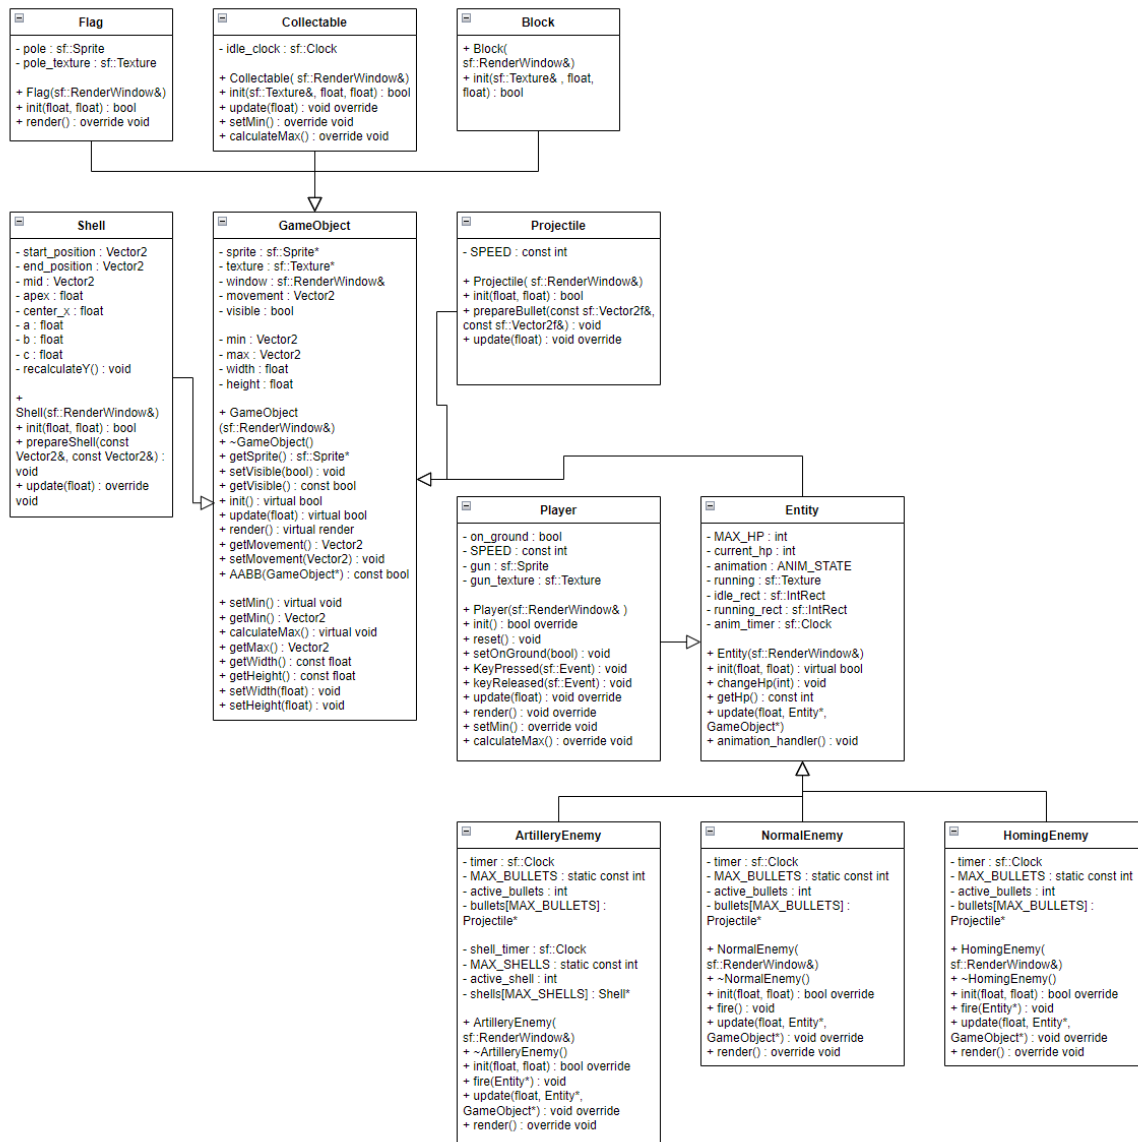 Flag
- pole : sf::Sprite
- pole_texture : sf::Texture
+ Flag(sf::RenderWindow&)
+ init(float, float) : bool
+ render() : override void
Collectable
- idle_clock : sf::Clock
+ Collectable( sf::RenderWindow&)
+ init(sf::Texture&, float, float) : bool
+ update(float) : void override
+ setMin() : override void
+ calculateMax() : override void
Block
+ Block(
sf::RenderWindow&)
+ init(sf::Texture& , float,
float) : bool
Shell
- start_position : Vector2
- end_position : Vector2
- mid : Vector2
- apex : float
- center_x : float
- a : float
- b : float
- c : float
- recalculateY() : void
+
Shell(sf::RenderWindow&)
+ init(float, float) : bool
+ prepareShell(const
Vector2&, const Vector2&) :
void
+ update(float) : override
void
GameObject
- sprite : sf::Sprite*
- texture : sf::Texture*
- window : sf::RenderWindow&
- movement : Vector2
- visible : bool
- min : Vector2
- max : Vector2
- width : float
- height : float
+ GameObject
(sf::RenderWindow&)
+ ~GameObject()
+ getSprite() : sf::Sprite*
+ setVisible(bool) : void
+ getVisible() : const bool
+ init() : virtual bool
+ update(float) : virtual bool
+ render() : virtual render
+ getMovement() : Vector2
+ setMovement(Vector2) : void
+ AABB(GameObject*) : const bool
+ setMin() : virtual void
+ getMin() : Vector2
+ calculateMax() : virtual void
+ getMax() : Vector2
+ getWidth() : const float
+ getHeight() : const float
+ setWidth(float) : void
+ setHeight(float) : void
Projectile
- SPEED : const int
+ Projectile( sf::RenderWindow&)
+ init(float, float) : bool
+ prepareBullet(const sf::Vector2f&,
const sf::Vector2f&) : void
+ update(float) : void override
Player
- on_ground : bool
- SPEED : const int
- gun : sf::Sprite
- gun_texture : sf::Texture
+ Player(sf::RenderWindow& )
+ init() : bool override
+ reset() : void
+ setOnGround(bool) : void
+ KeyPressed(sf::Event) : void
+ keyReleased(sf::Event) : void
+ update(float) : void override
+ render() : void override
+ setMin() : override void
+ calculateMax() : override void
Entity
- MAX_HP : int
- current_hp : int
- animation : ANIM_STATE
- running : sf::Texture
- idle_rect : sf::IntRect
- running_rect : sf::IntRect
- anim_timer : sf::Clock
+ Entity(sf::RenderWindow&)
+ init(float, float) : virtual bool
+ changeHp(int) : void
+ getHp() : const int
+ update(float, Entity*,
GameObject*)
+ animation_handler() : void
ArtilleryEnemy
- timer : sf::Clock
- MAX_BULLETS : static const int
- active_bullets : int
- bullets[MAX_BULLETS] :
Projectile*
- shell_timer : sf::Clock
- MAX_SHELLS : static const int
- active_shell : int
- shells[MAX_SHELLS] : Shell*
+ ArtilleryEnemy(
sf::RenderWindow&)
+ ~ArtilleryEnemy()
+ init(float, float) : bool override
+ fire(Entity*) : void
+ update(float, Entity*,
GameObject*) : void override
+ render() : override void
NormalEnemy
- timer : sf::Clock
- MAX_BULLETS : static const int
- active_bullets : int
- bullets[MAX_BULLETS] :
Projectile*
+ NormalEnemy(
sf::RenderWindow&)
+ ~NormalEnemy()
+ init(float, float) : bool override
+ fire() : void
+ update(float, Entity*,
GameObject*) : void override
+ render() : override void
HomingEnemy
- timer : sf::Clock
- MAX_BULLETS : static const int
- active_bullets : int
- bullets[MAX_BULLETS] :
Projectile*
+ HomingEnemy(
sf::RenderWindow&)
+ ~HomingEnemy()
+ init(float, float) : bool override
+ fire(Entity*) : void
+ update(float, Entity*,
GameObject*) : void override
+ render() : override void